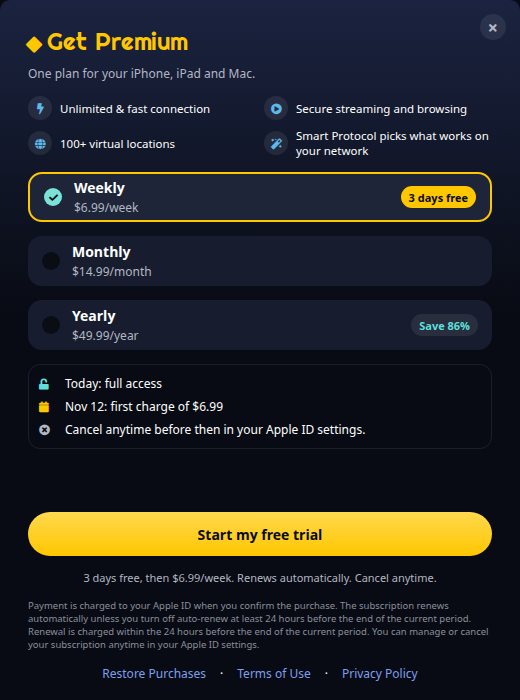 Get Premium
One plan for your iPhone, iPad and Mac.
Unlimited & fast connection
Secure streaming and browsing
100+ virtual locations
Smart Protocol picks what works on
your network
Weekly
$6.99/week
3 days free
Monthly
$14.99/month
Yearly
$49.99/year
Save 86%
Today: full access
Nov 12: first charge of $6.99
Cancel anytime before then in your Apple ID settings.
Start my free trial
3 days free, then $6.99/week. Renews automatically. Cancel anytime.
Payment is charged to your Apple ID when you confirm the purchase. The subscription renews
automatically unless you turn off auto-renew at least 24 hours before the end of the current period.
Renewal is charged within the 24 hours before the end of the current period. You can manage or cancel
your subscription anytime in your Apple ID settings.
Restore Purchases · Terms of Use · Privacy Policy